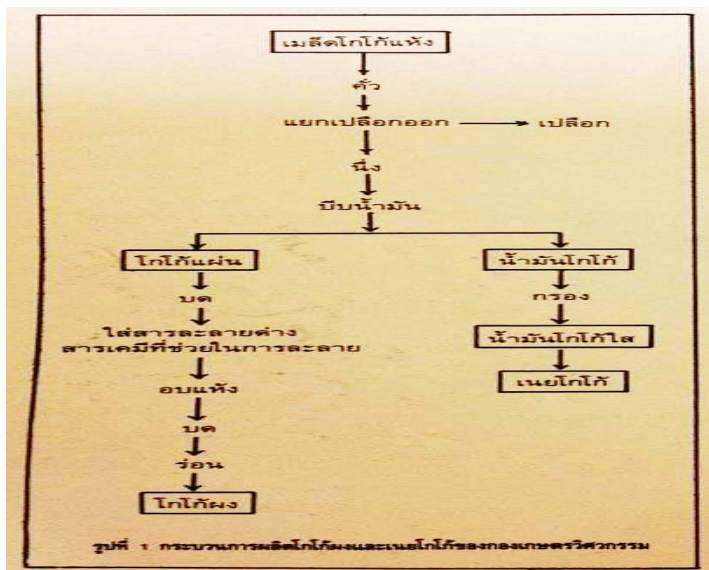 เมล็ดโกโก้แห้ง
คั่ว
แยกเปลือกออก เปลือก
นึ่ง
บีบน้ำมัน
โกโก้แผ่น น้ำมันโกโก้
บด กรอง
ใส่สารละลายด่าง
สารเคมีที่ช่วยในการละลาย
น้ำมันโกโก้ใส
อบแห้ง เนยโกโก้
บด
ร่อน
โกโก้ผง
รูปที่ 1 กระบวนการผลิตโกโก้ผงและเนยโกโก้ของกองเกษตรวิศวกรรม